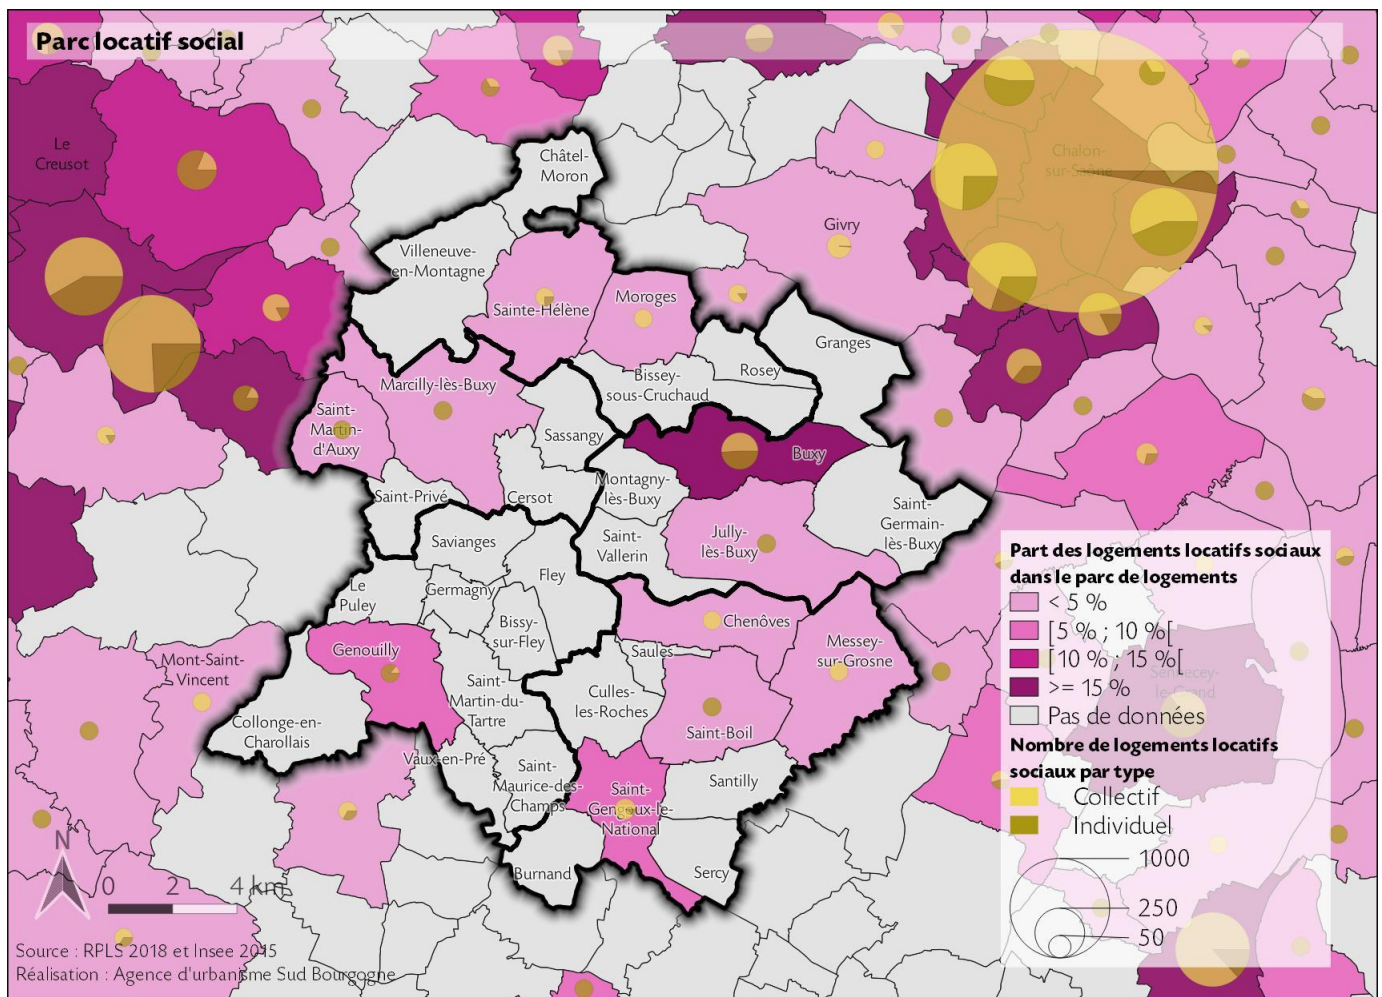 Parc locatif social
Le
Creusot
Châtel-
Moron
Chalon-
sur-Saône
Givry
Villeneuve-
en-Montagne
Sainte-Hélène
Moroges
Granges
Rosey
Bissey-
sous-Cruchaud
Marcilly-lès-Buxy
Saint-
Martin-
d'Auxy
Sassangy
Buxy
Saint-Privé
Cersot
Montagny-
lès-Buxy
Saint-
Germain-
lès-Buxy
Saint-
Vallerin
Jully-
lès-Buxy
Savianges
Fley
Le
Puley
Germagny
Bissy-
sur-Fley
Chenôves
Messey-
sur-Grosne
Saules
Genouilly
Mont-Saint-
Vincent
Saint-
Martin-du-
Tartre
Culles-
les-Roches
Collonge-en-
Charollais
Saint-Boil
Vaux-en-Pré
Saint-
Maurice-des-
Champs
Santilly
Saint-
Gengoux-le-
National
Burnand
Sercy
Sennecey-
le-Grand
Part des logements locatifs sociaux
dans le parc de logements
< 5 %
[5 % ; 10 %[
[10 % ; 15 %[
>= 15 %
Pas de données
Nombre de logements locatifs
sociaux par type
Collectif
Individuel
1000
250
50
N
0 2 4 km
Source : RPLS 2018 et Insee 2015
Réalisation : Agence d'urbanisme Sud Bourgogne